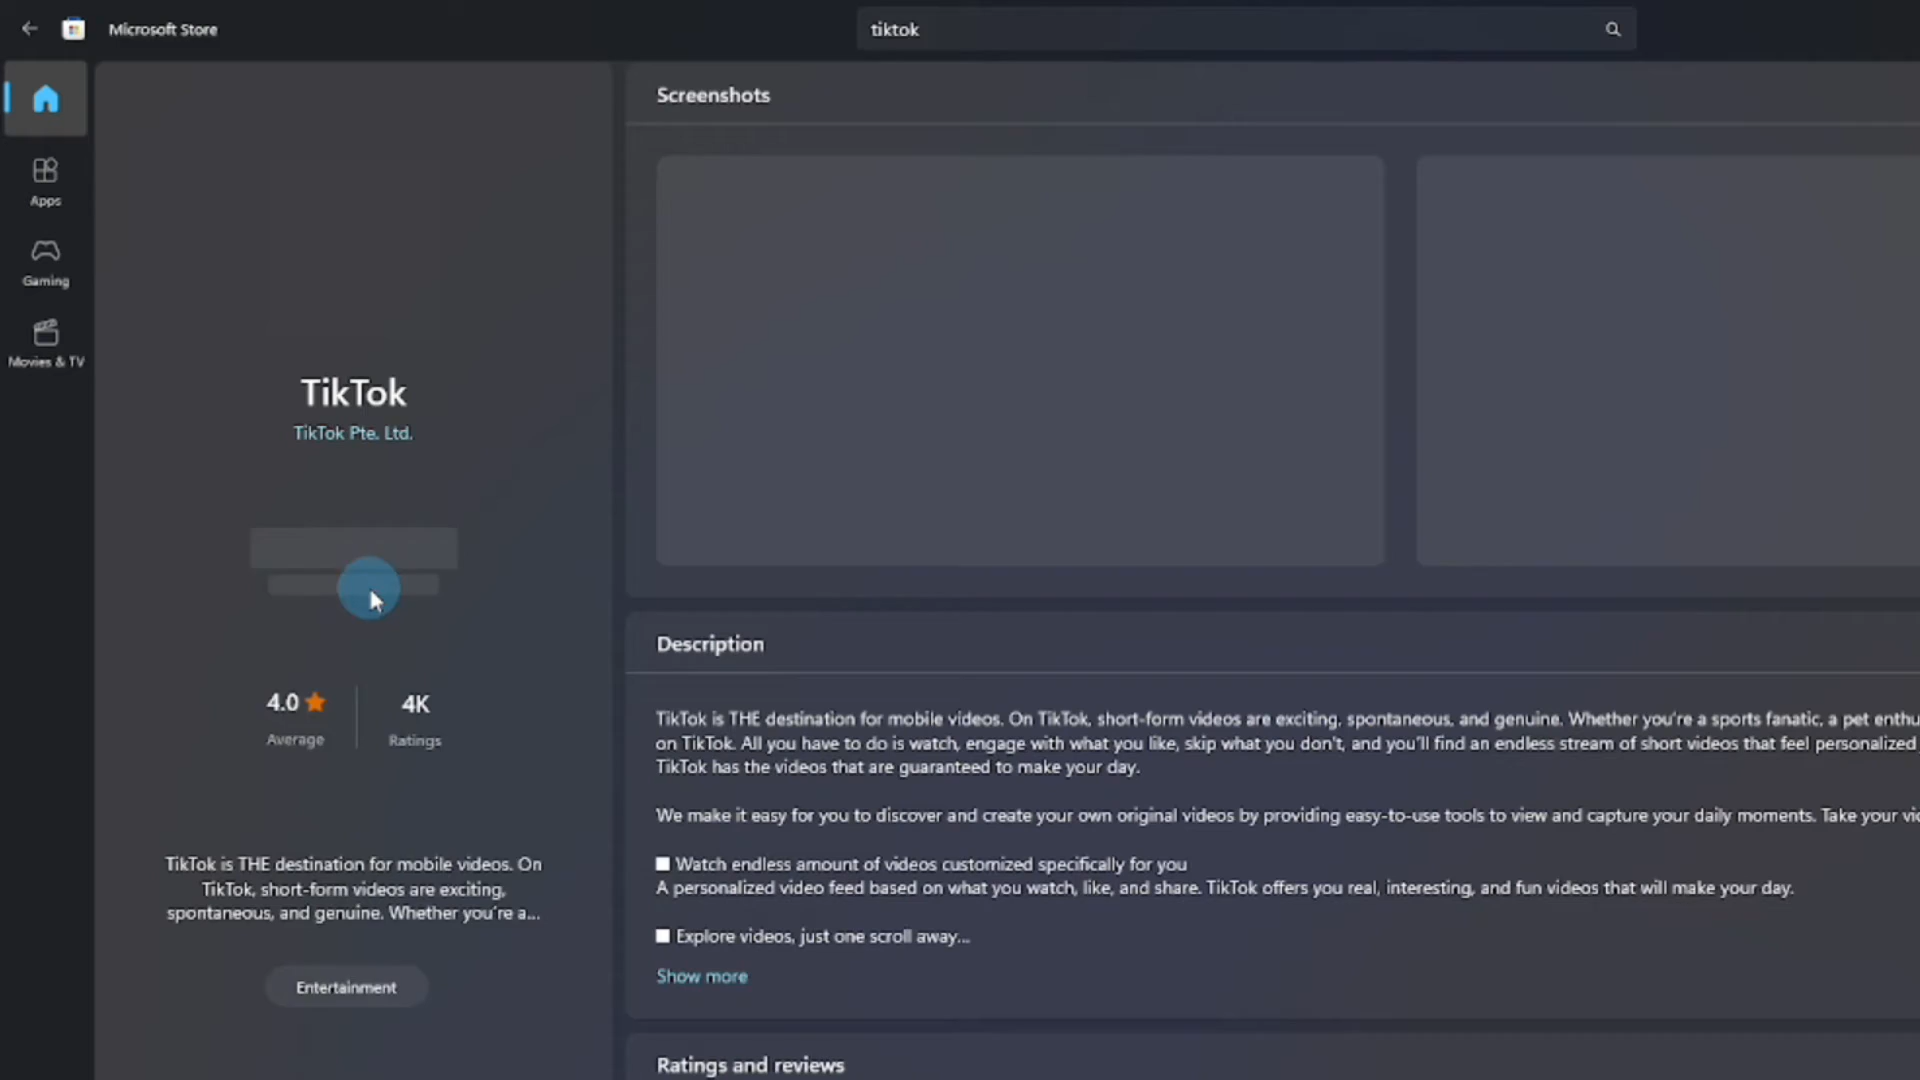 Microsoft Store
tiktok
Apps
Gaming
Movies & TV
TikTok
TikTok Pte. Ltd.
4.0
Average
4K
Ratings
TikTok is THE destination for mobile videos. On
TikTok, short-form videos are exciting,
spontaneous, and genuine. Whether you're a...
Entertainment
Screenshots
Description
TikTok is THE destination for mobile videos. On TikTok, short-form videos are exciting, spontaneous, and genuine. Whether you're a sports fanatic, a pet
on TikTok. All you have to do is watch, engage with what you like, skip what you don't, and you'll find an endless stream of short videos that feel personalized
TikTok has the videos that are guaranteed to make your day.
We make it easy for you to discover and create your own original videos by providing easy-to-use tools to view and capture your daily moments. Take your
Watch endless amount of videos customized specifically for you
A personalized video feed based on what you watch, like, and share. TikTok offers you real, interesting, and fun videos that will make your day.
Explore videos, just one scroll away...
Show more
Ratings and reviews